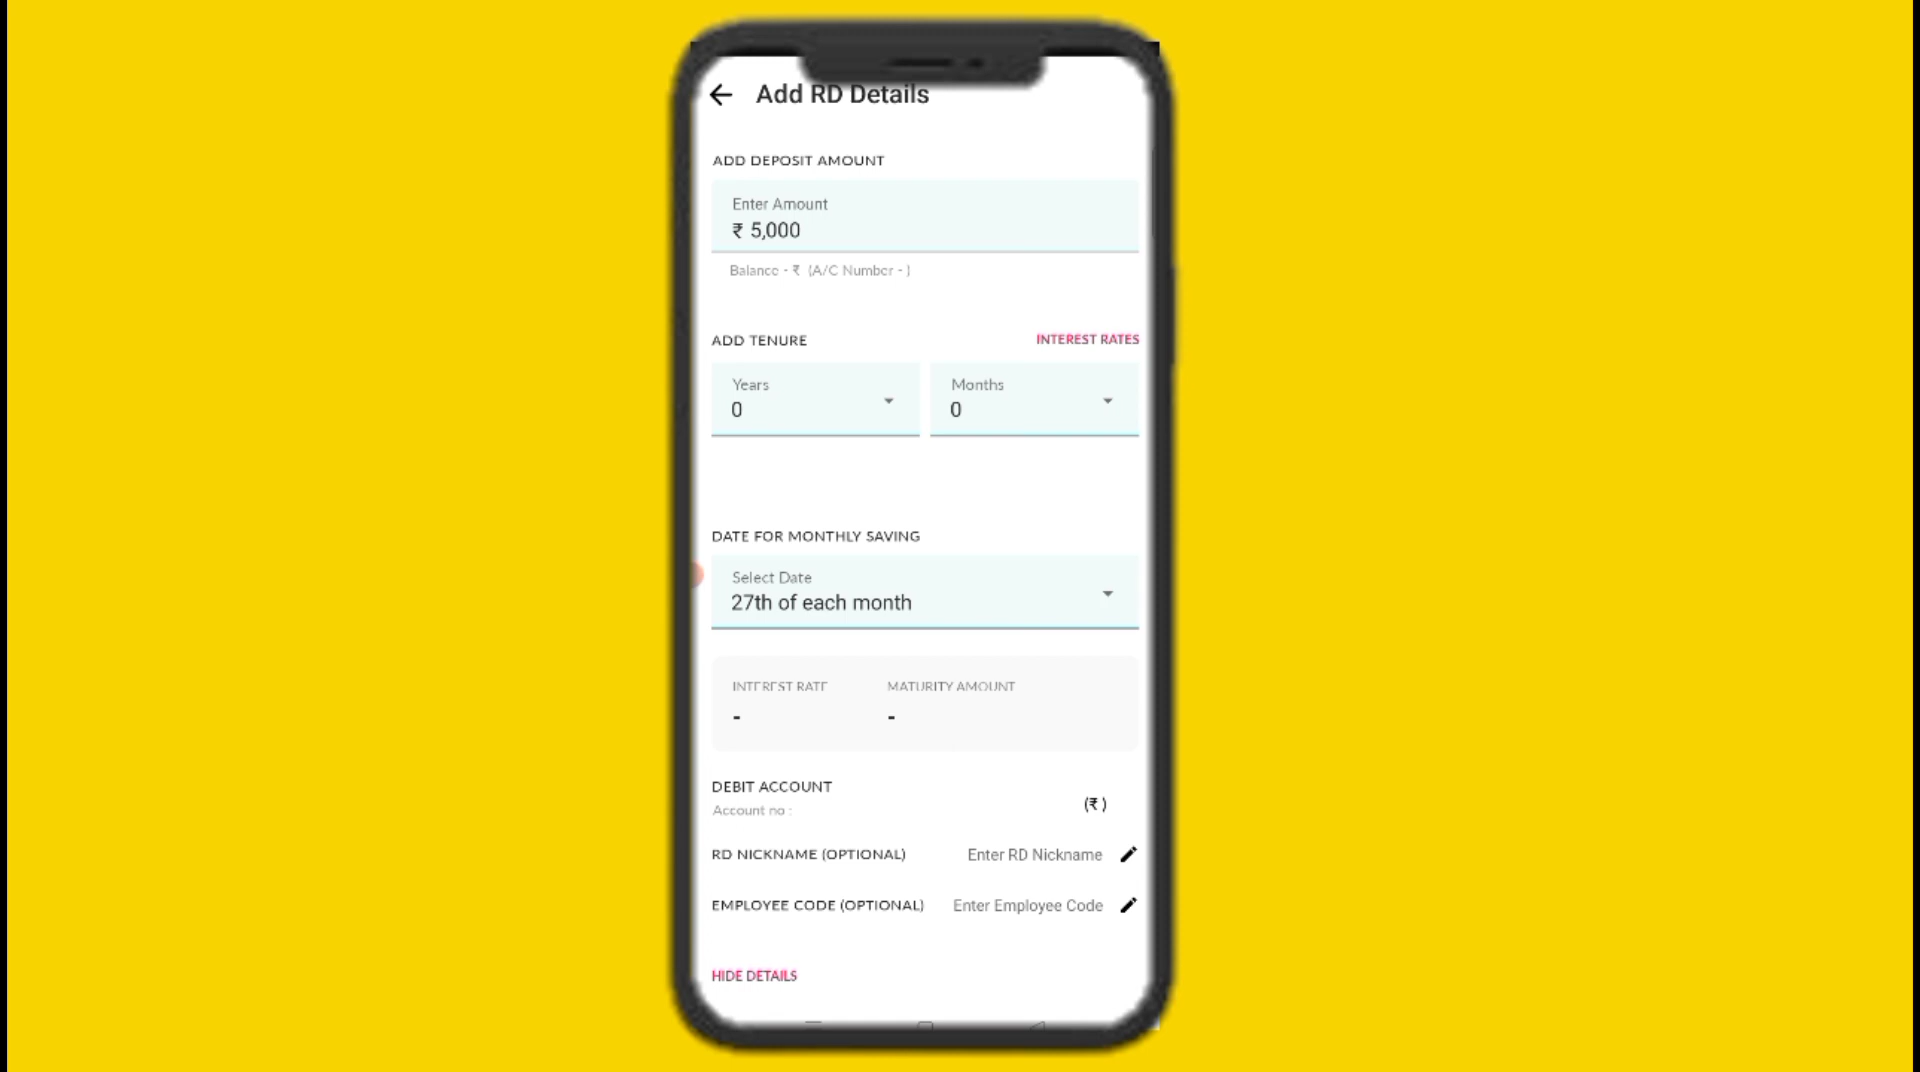 Add RD Details
ADD DEPOSIT AMOUNT
Enter Amount
₹ 5,000
Balance - ₹ (A/C Number - )
ADD TENURE INTEREST RATES
Years Months
0 0
DATE FOR MONTHLY SAVING
Select Date
27th of each month
INTEREST RATE MATURITY AMOUNT
- -
DEBIT ACCOUNT
Account no : (₹ )
RD NICKNAME (OPTIONAL) Enter RD Nickname
EMPLOYEE CODE (OPTIONAL) Enter Employee Code
HIDE DETAILS